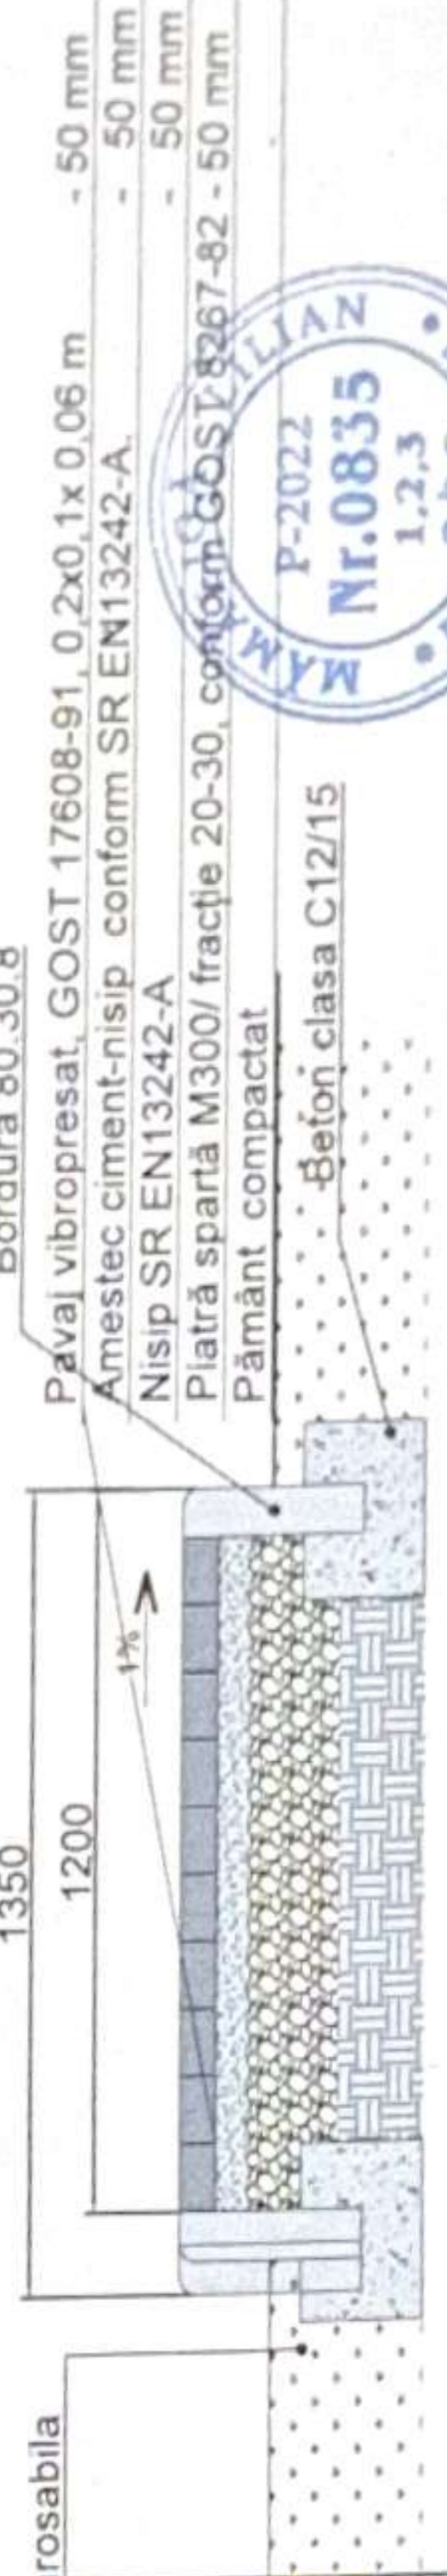 Bordura 80.30.8
Pavaj vibropresat, GOST 17608-91, 0,2x0,1x 0,06 m - 50 mm
Amestec ciment-nisip conform SR EN13242-A. - 50 mm
Nisip SR EN13242-A - 50 mm
Piatră spartă M300/ fracție 20-30, conform GOST 8267-82 - 50 mm
Pământ compactat
Beton clasa C12/15
1350
1200
1%
rosabila
P-2022
Nr.0835
1,2,3